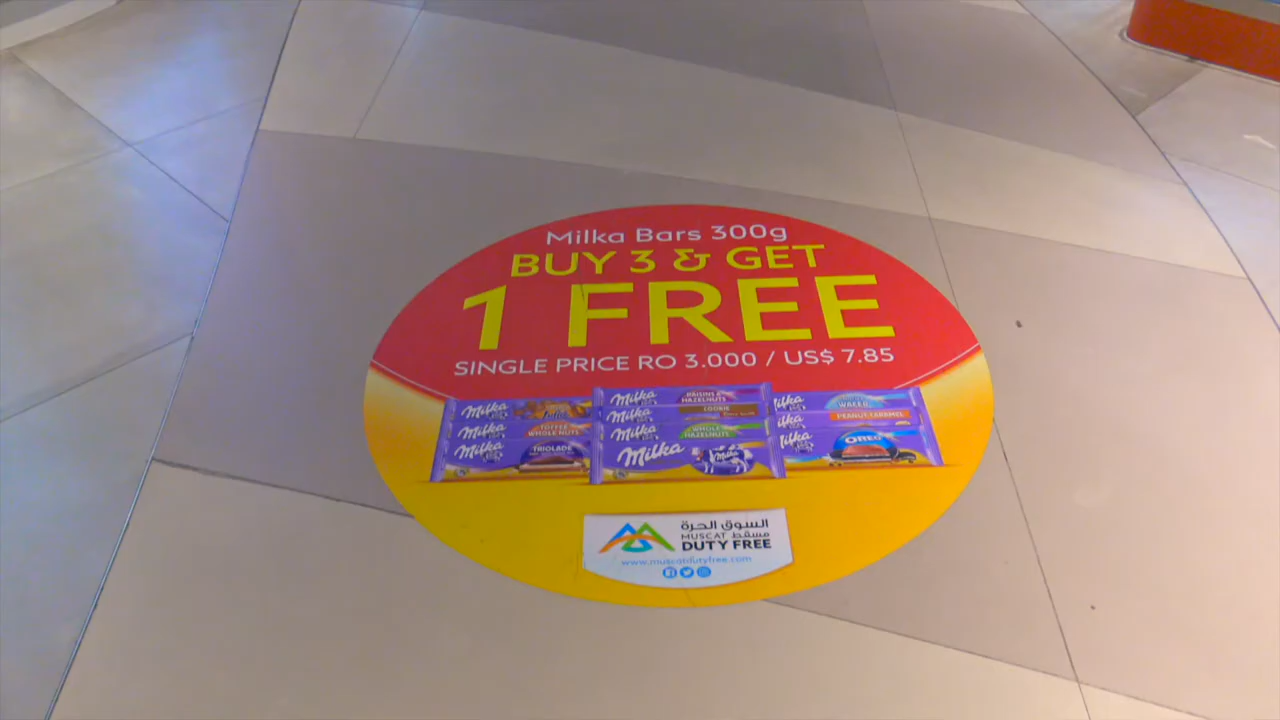 Milka Bars 300g
BUY 3 & GET
1 FREE
SINGLE PRICE RO 3.000 / US$ 7.85
Milka
TOFFEE
WHOLE NUTS
Milka
TRIOLADE
Milka
Milka
RAISINS &
HAZELNUTS
Milka
COOKIE
Milka
WHOLE
HAZELNUTS
Milka
Milka
WAFER
PEANUT CARAMEL
OREO
السوق الحرة
MUSCAT مسقط
DUTY FREE
www.muscatdutyfree.com